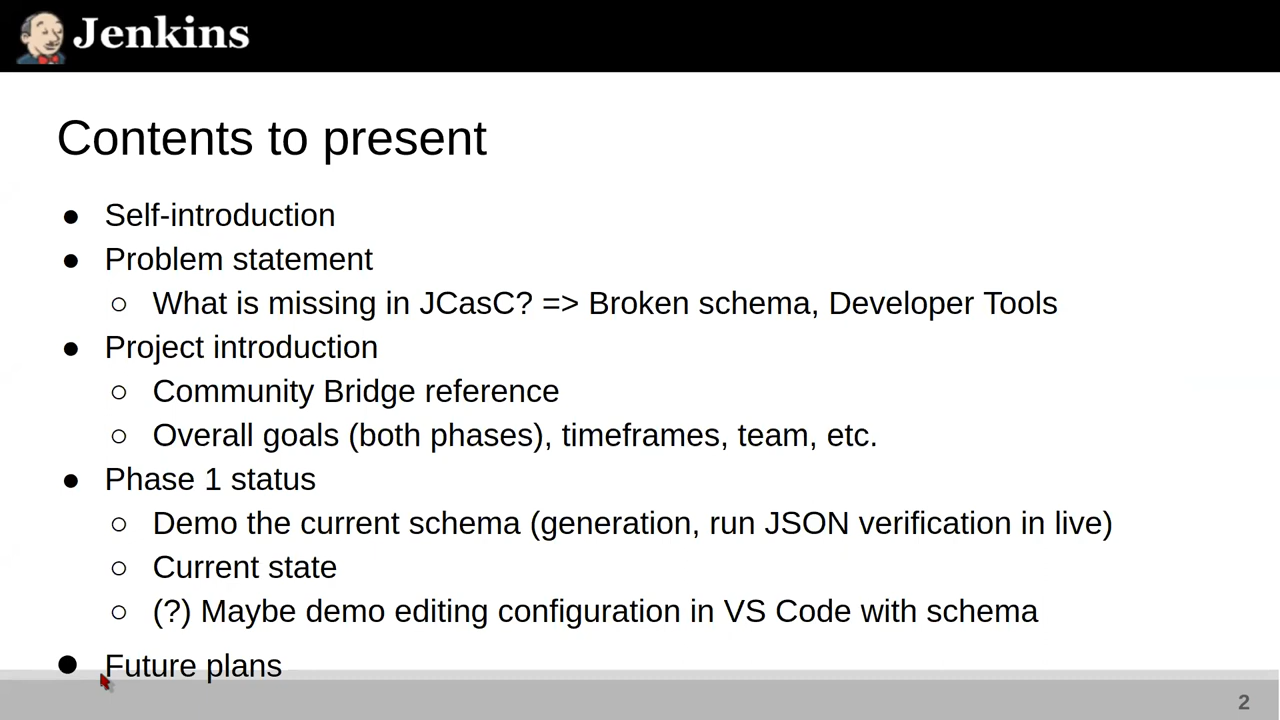 Jenkins
Contents to present
● Self-introduction
● Problem statement
○ What is missing in JCasC? => Broken schema, Developer Tools
● Project introduction
○ Community Bridge reference
○ Overall goals (both phases), timeframes, team, etc.
● Phase 1 status
○ Demo the current schema (generation, run JSON verification in live)
○ Current state
○ (?) Maybe demo editing configuration in VS Code with schema
● Future plans
2